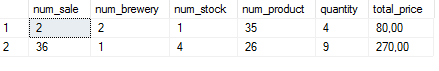 num_sale num_brewery num_stock num_product quantity total_price
1 2 2 1 35 4 80,00
2 36 1 4 26 9 270,00